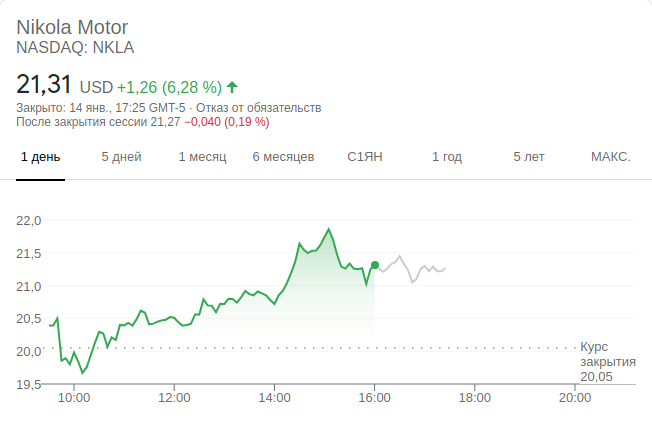 Nikola Motor
NASDAQ: NKLA
21,31 USD +1,26 (6,28 %)
Закрыто: 14 янв., 17:25 GMT-5 · Отказ от обязательств
После закрытия сессии 21,27 −0,040 (0,19 %)
1 день 5 дней 1 месяц 6 месяцев С1ЯН 1 год 5 лет МАКС.
22,0
21,5
21,0
20,5
20,0
19,5
Курс
закрытия
20,05
10:00 12:00 14:00 16:00 18:00 20:00